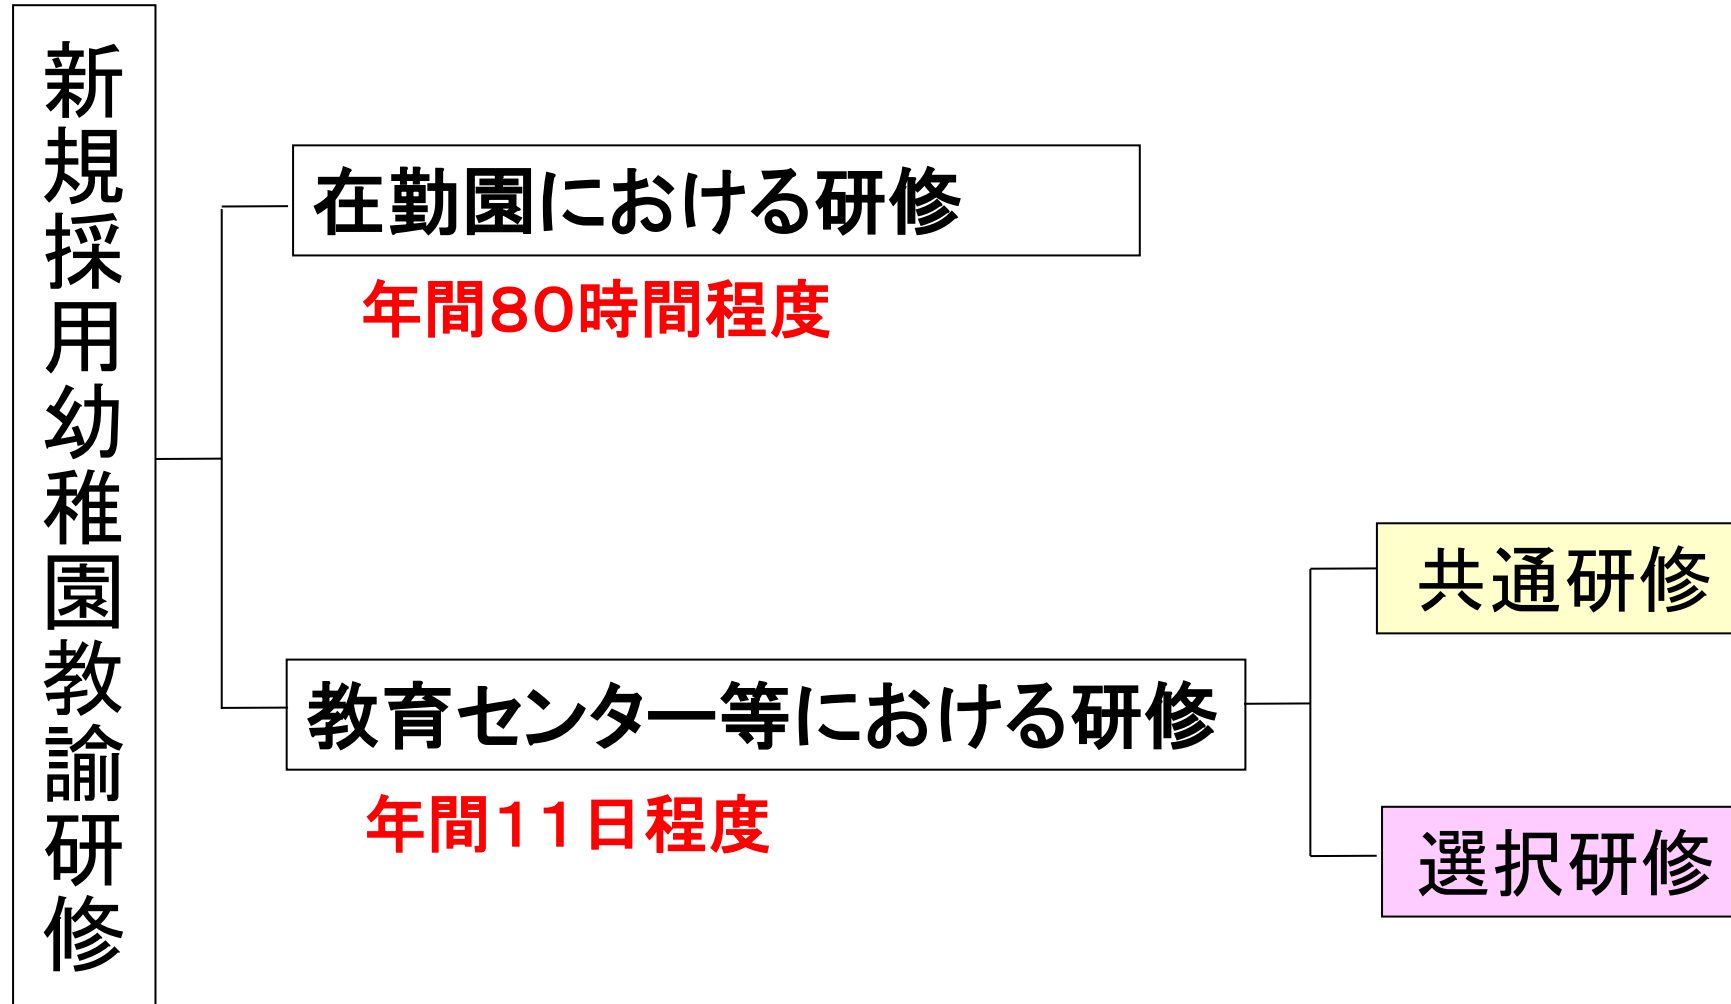 新規採用幼稚園教諭研修
在勤園における研修
年間80時間程度
教育センター等における研修
年間11日程度
共通研修
選択研修